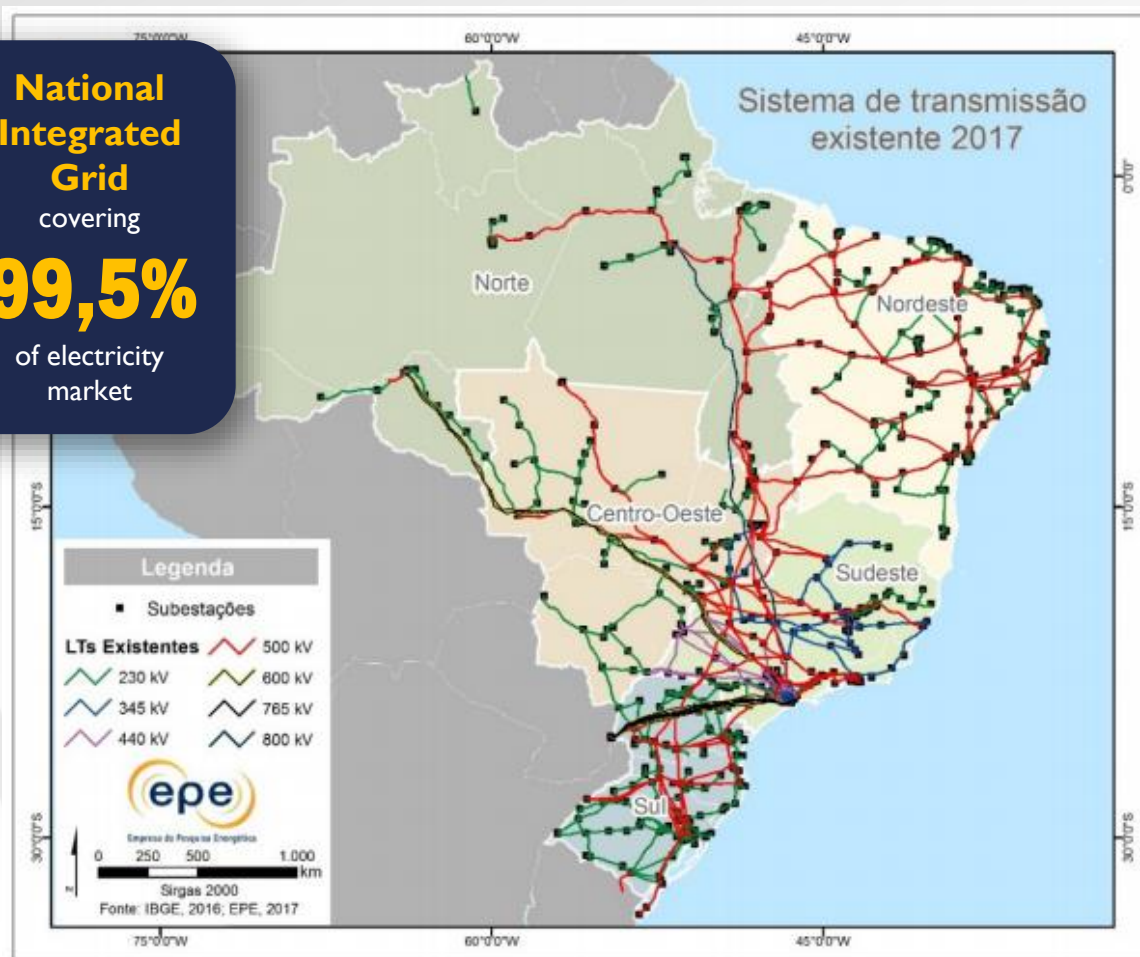 75°0'0"W
60°0'0"W
45°0'0"W
National
Integrated
Grid
covering
99,5%
of electricity
market
Sistema de transmissão
existente 2017
0°0'0"
Norte
Nordeste
15°0'0"S
15°0'0"S
Centro-Oeste
Sudeste
Legenda
Subestações
LTs Existentes
500 kV
230 kV
600 kV
345 kV
765 kV
440 kV
800 kV
epe
Empresa de Pesquisa Energética
Sul
30°0'0"S
30°0'0"S
0 250 500 1.000
km
N
Sirgas 2000
Fonte: IBGE, 2016; EPE, 2017
75°0'0"W
60°0'0"W
45°0'0"W